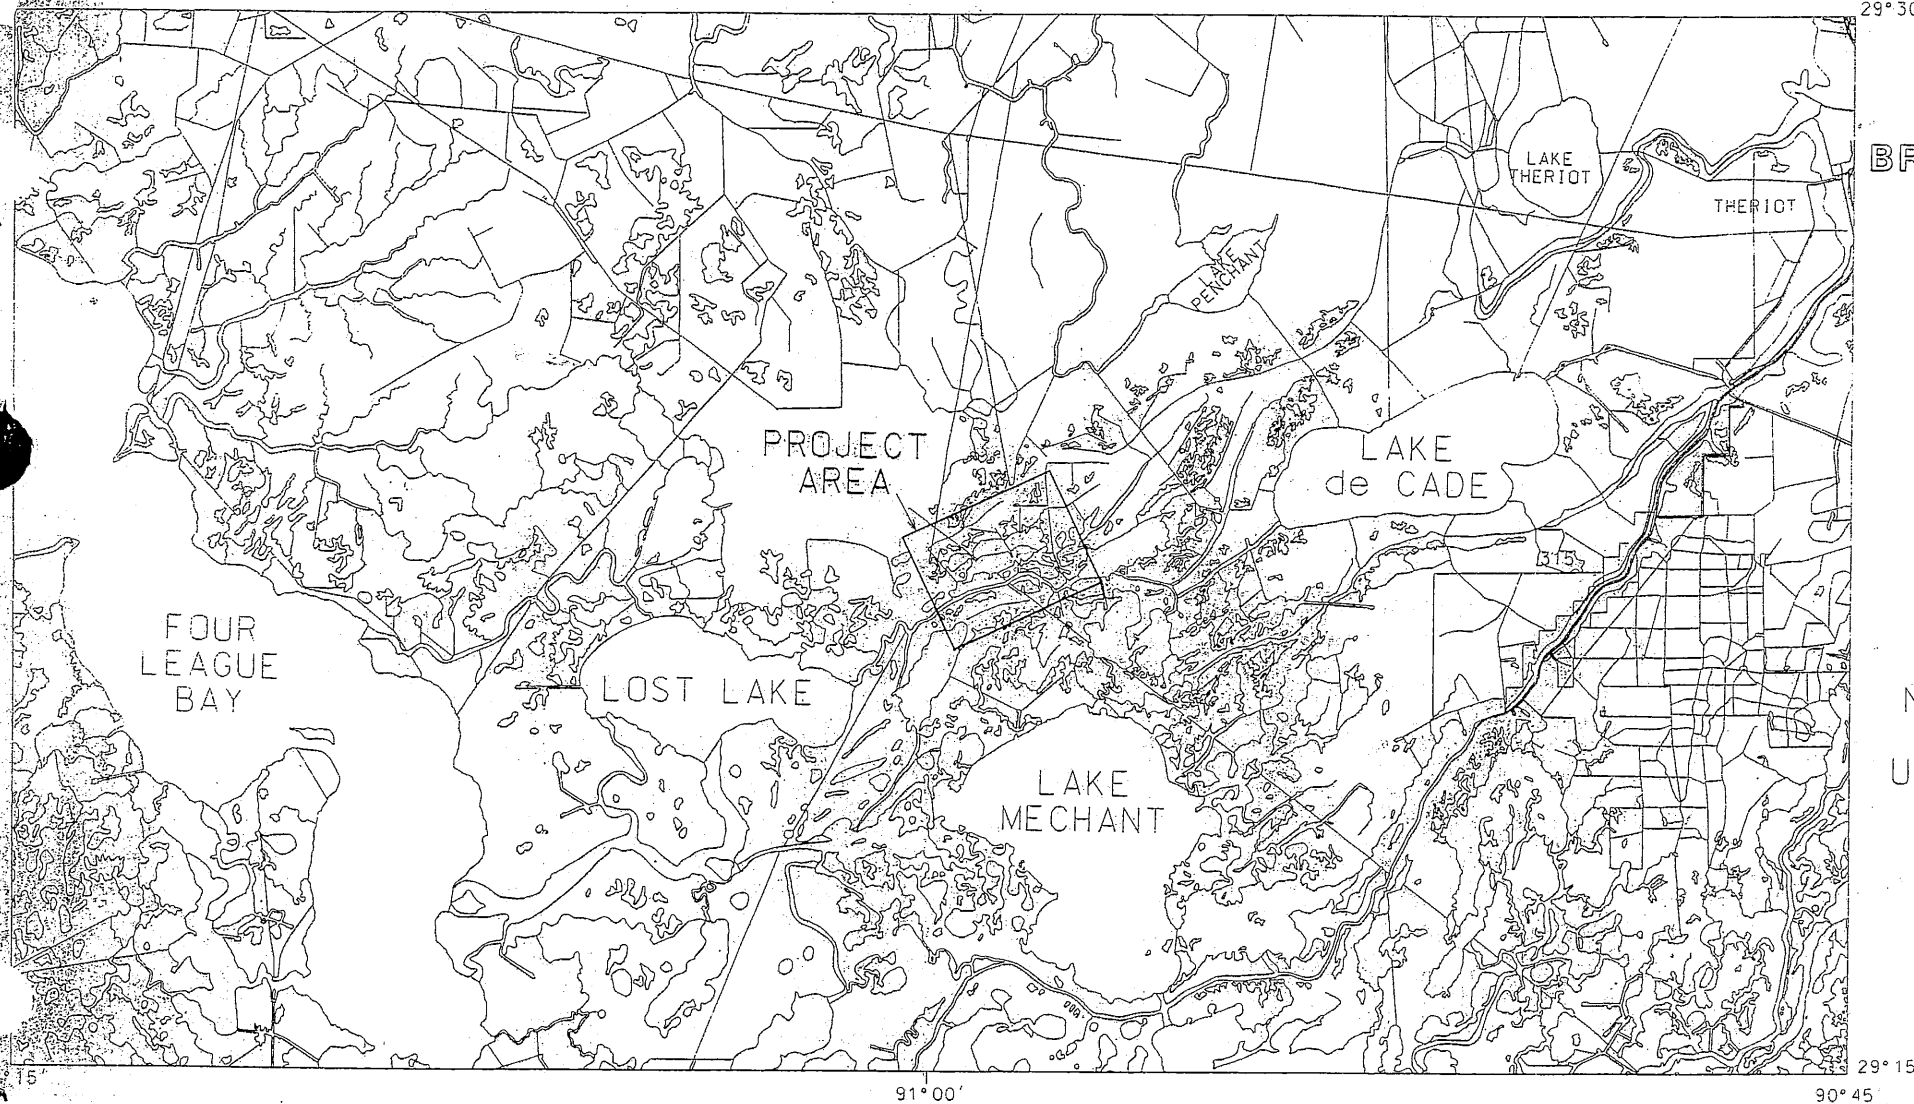 29°30
BF
LAKE
THERIOT
THERIOT
LAKE
PENCHANT
PROJECT
AREA
LAKE
de CADE
315
FOUR
LEAGUE
BAY
LOST LAKE
LAKE
MECHANT
N
U
15'
29°15
91°00'
90°45